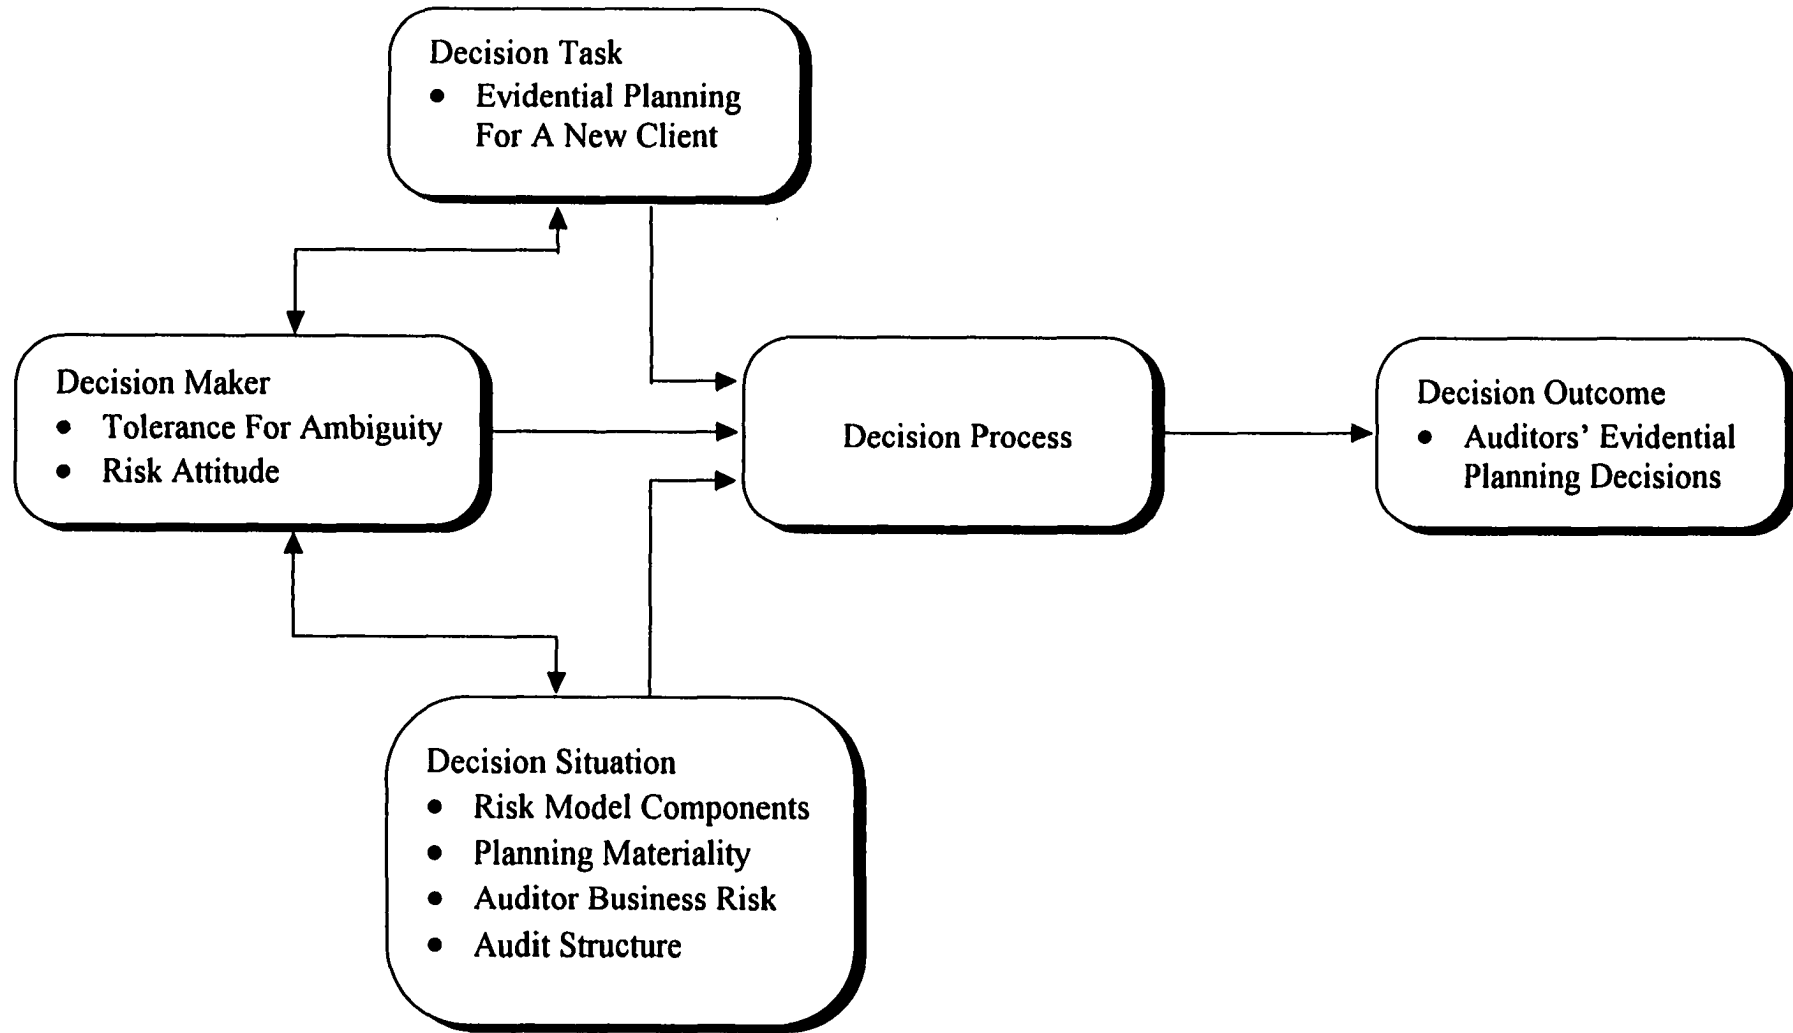 Decision Task
• Evidential Planning
For A New Client
Decision Maker
• Tolerance For Ambiguity
• Risk Attitude
Decision Process
Decision Outcome
• Auditors’ Evidential
Planning Decisions
Decision Situation
• Risk Model Components
• Planning Materiality
• Auditor Business Risk
• Audit Structure